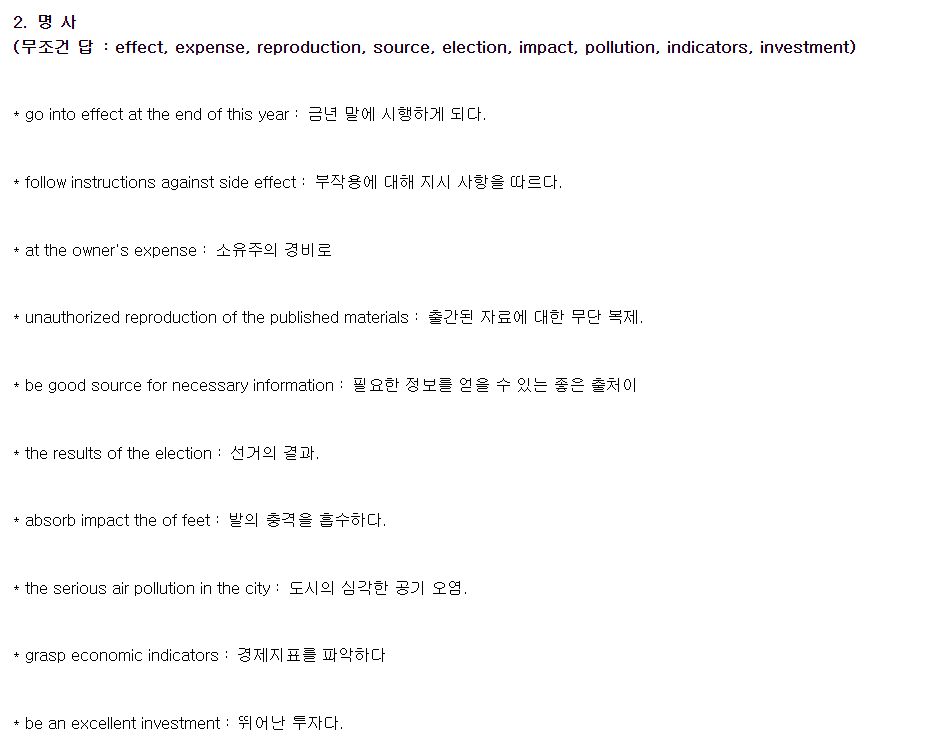 2. 명 사
(무조건 답 : effect, expense, reproduction, source, election, impact, pollution, indicators, investment)
* go into effect at the end of this year : 금년 말에 시행하게 되다.
* follow instructions against side effect : 부작용에 대해 지시 사항을 따르다.
* at the owner's expense : 소유주의 경비로
* unauthorized reproduction of the published materials : 출간된 자료에 대한 무단 복제.
* be good source for necessary information : 필요한 정보를 얻을 수 있는 좋은 출처이
* the results of the election : 선거의 결과.
* absorb impact the of feet : 발의 충격을 흡수하다.
* the serious air pollution in the city : 도시의 심각한 공기 오염.
* grasp economic indicators : 경제지표를 파악하다
* be an excellent investment : 뛰어난 투자다.